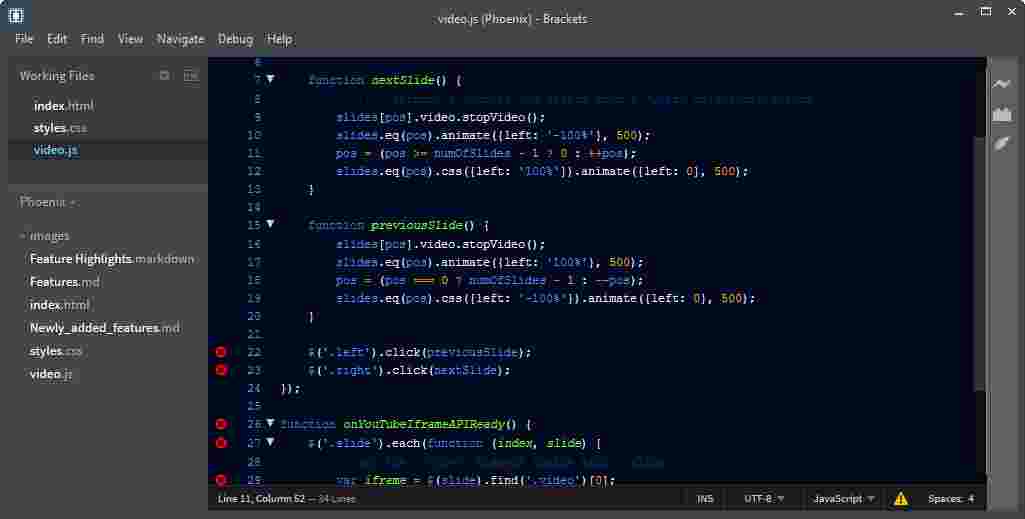 video.js (Phoenix) - Brackets
File Edit Find View Navigate Debug Help
Working Files
index.html
styles.css
video.js
Phoenix
images
Feature Highlights.markdown
Features.md
index.html
Newly_added_features.md
styles.css
video.js
6
7 function nextSlide() {
8
9 slides[pos].video.stopVideo();
10 slides.eq(pos).animate({left: '-100%'}, 500);
11 pos = (pos >= numOfSlides - 1 ? 0 : ++pos);
12 slides.eq(pos).css({left: '100%'}).animate({left: 0}, 500);
13 }
14
15 function previousSlide() {
16 slides[pos].video.stopVideo();
17 slides.eq(pos).animate({left: '100%'}, 500);
18 pos = (pos === 0 ? numOfSlides - 1 : --pos);
19 slides.eq(pos).css({left: '-100%'}).animate({left: 0}, 500);
20 }
21
22 $('.left').click(previousSlide);
23 $('.right').click(nextSlide);
24 });
25
26 function onYouTubeIframeAPIReady() {
27 $('.slide').each(function (index, slide) {
28
29 var iframe = $(slide).find('.video')[0];
Line 11, Column 52 — 34 Lines
INS UTF-8 JavaScript Spaces: 4